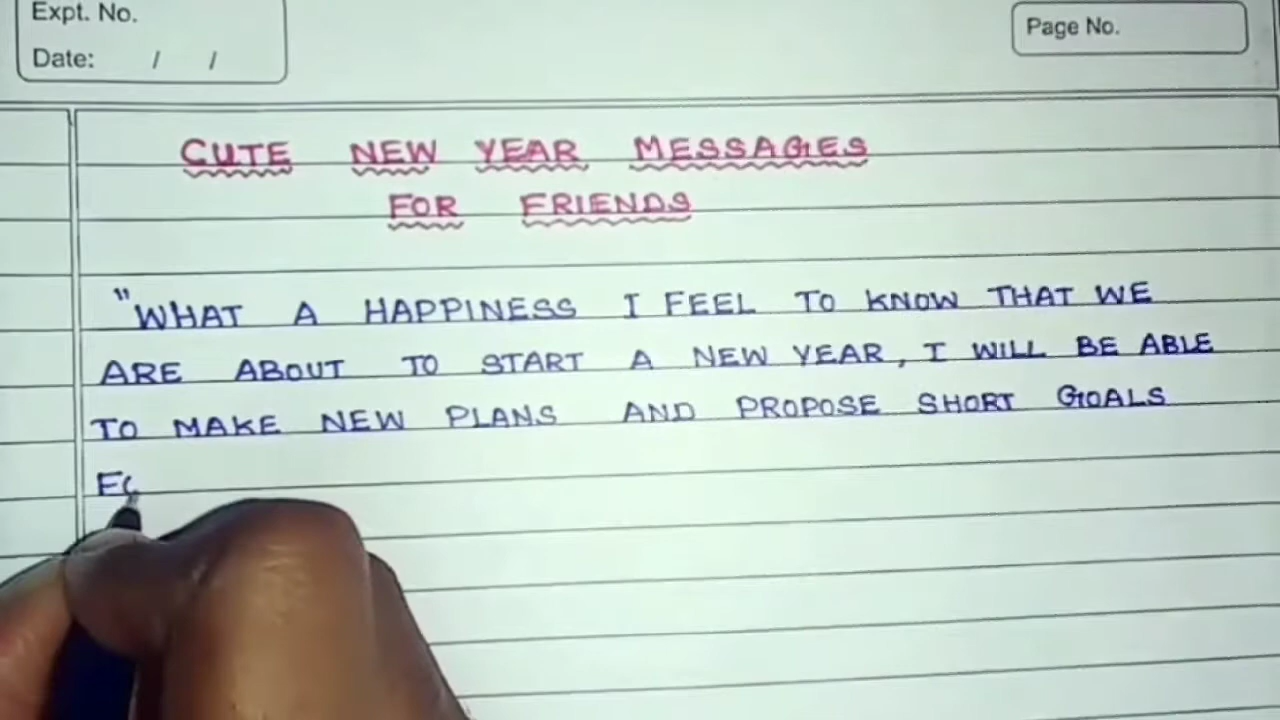 Expt. No.
Date: / /
Page No.
CUTE NEW YEAR MESSAGES
FOR FRIENDS
"WHAT A HAPPINESS I FEEL TO KNOW THAT WE
ARE ABOUT TO START A NEW YEAR, I WILL BE ABLE
TO MAKE NEW PLANS AND PROPOSE SHORT GOALS